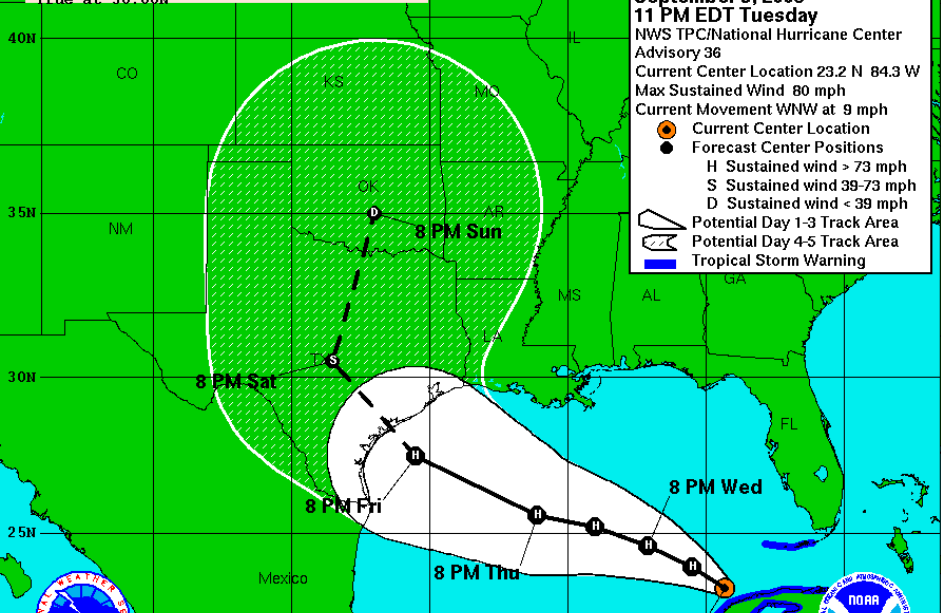 True at 30.00N
11 PM EDT Tuesday
NWS TPC/National Hurricane Center
Advisory 36
Current Center Location 23.2 N 84.3 W
Max Sustained Wind 80 mph
Current Movement WNW at 9 mph
Current Center Location
Forecast Center Positions
H Sustained wind > 73 mph
S Sustained wind 39-73 mph
D Sustained wind < 39 mph
Potential Day 1-3 Track Area
Potential Day 4-5 Track Area
Tropical Storm Warning
40N
CO
KS
MO
IL
35N
NM
OK
D
8 PM Sun
AR
MS
AL
GA
LA
30N
S
8 PM Sat
FL
H
8 PM Fri
8 PM Wed
H
H
H
H
8 PM Thu
25N
Mexico
WEATHER
NOAA